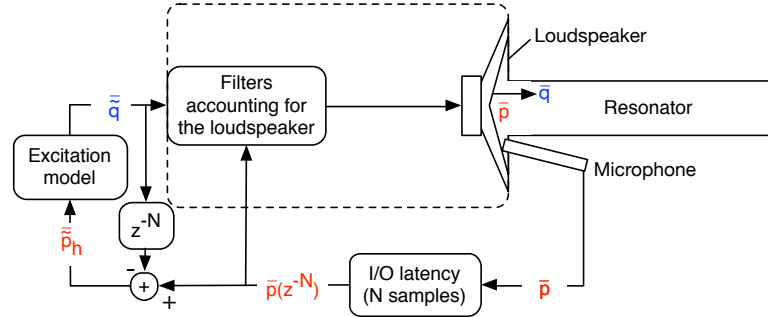 Loudspeaker
Filters
accounting for
the loudspeaker
q̃̄
p̄
q̄
Resonator
Excitation
model
Microphone
z⁻ᴺ
p̃̄ₕ
-
+
+
p̄(z⁻ᴺ)
I/O latency
(N samples)
p̄